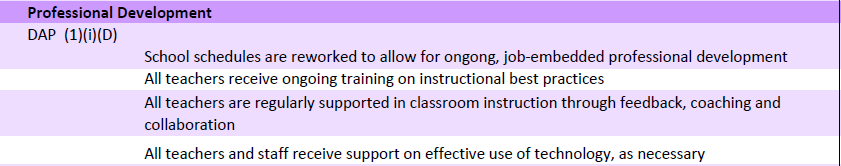 Professional Development
DAP (1)(i)(D)
School schedules are reworked to allow for ongong, job-embedded professional development
All teachers receive ongoing training on instructional best practices
All teachers are regularly supported in classroom instruction through feedback, coaching and
collaboration
All teachers and staff receive support on effective use of technology, as necessary